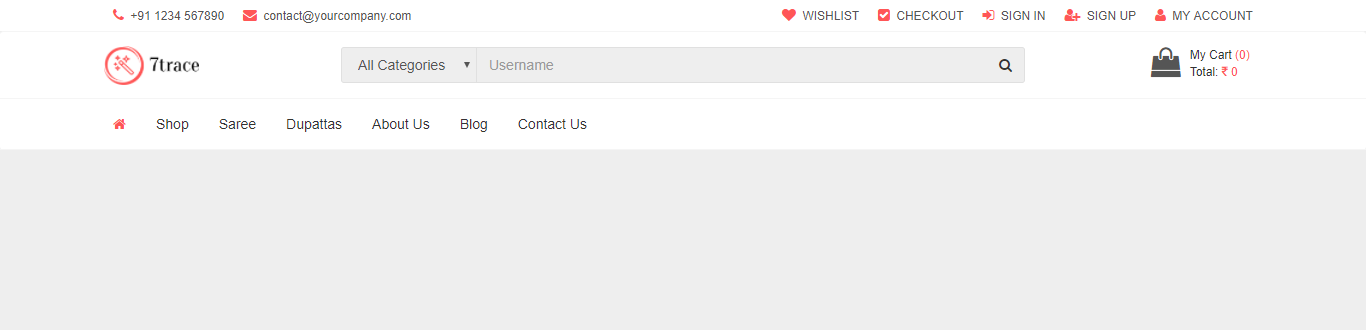 +91 1234 567890 contact@yourcompany.com WISHLIST CHECKOUT SIGN IN SIGN UP MY ACCOUNT
7trace All Categories Username My Cart (0)
Total: ₹ 0
Shop Saree Dupattas About Us Blog Contact Us